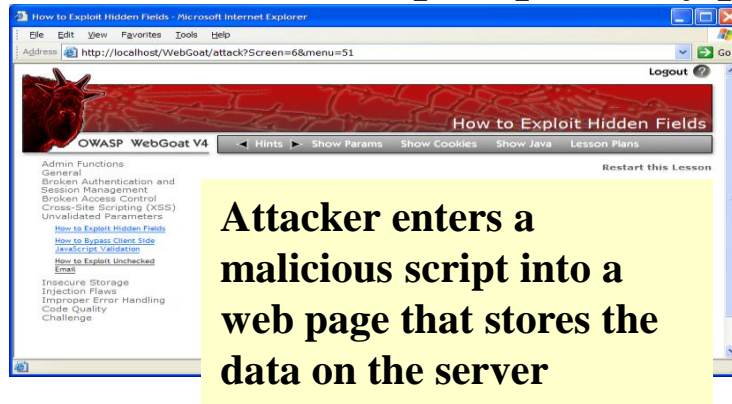 How to Exploit Hidden Fields - Microsoft Internet Explorer
File Edit View Favorites Tools Help
Address http://localhost/WebGoat/attack?Screen=6&menu=51 Go
Logout ?
How to Exploit Hidden Fields
OWASP WebGoat V4 Hints Show Params Show Cookies Show Java Lesson Plans
Restart this Lesson
Admin Functions
General
Broken Authentication and
Session Management
Broken Access Control
Cross-Site Scripting (XSS)
Unvalidated Parameters
How to Exploit Hidden Fields
How to Bypass Client Side
JavaScript Validation
How to Exploit Unchecked
Email
Insecure Storage
Injection Flaws
Improper Error Handling
Code Quality
Challenge
Attacker enters a
malicious script into a
web page that stores the
data on the server